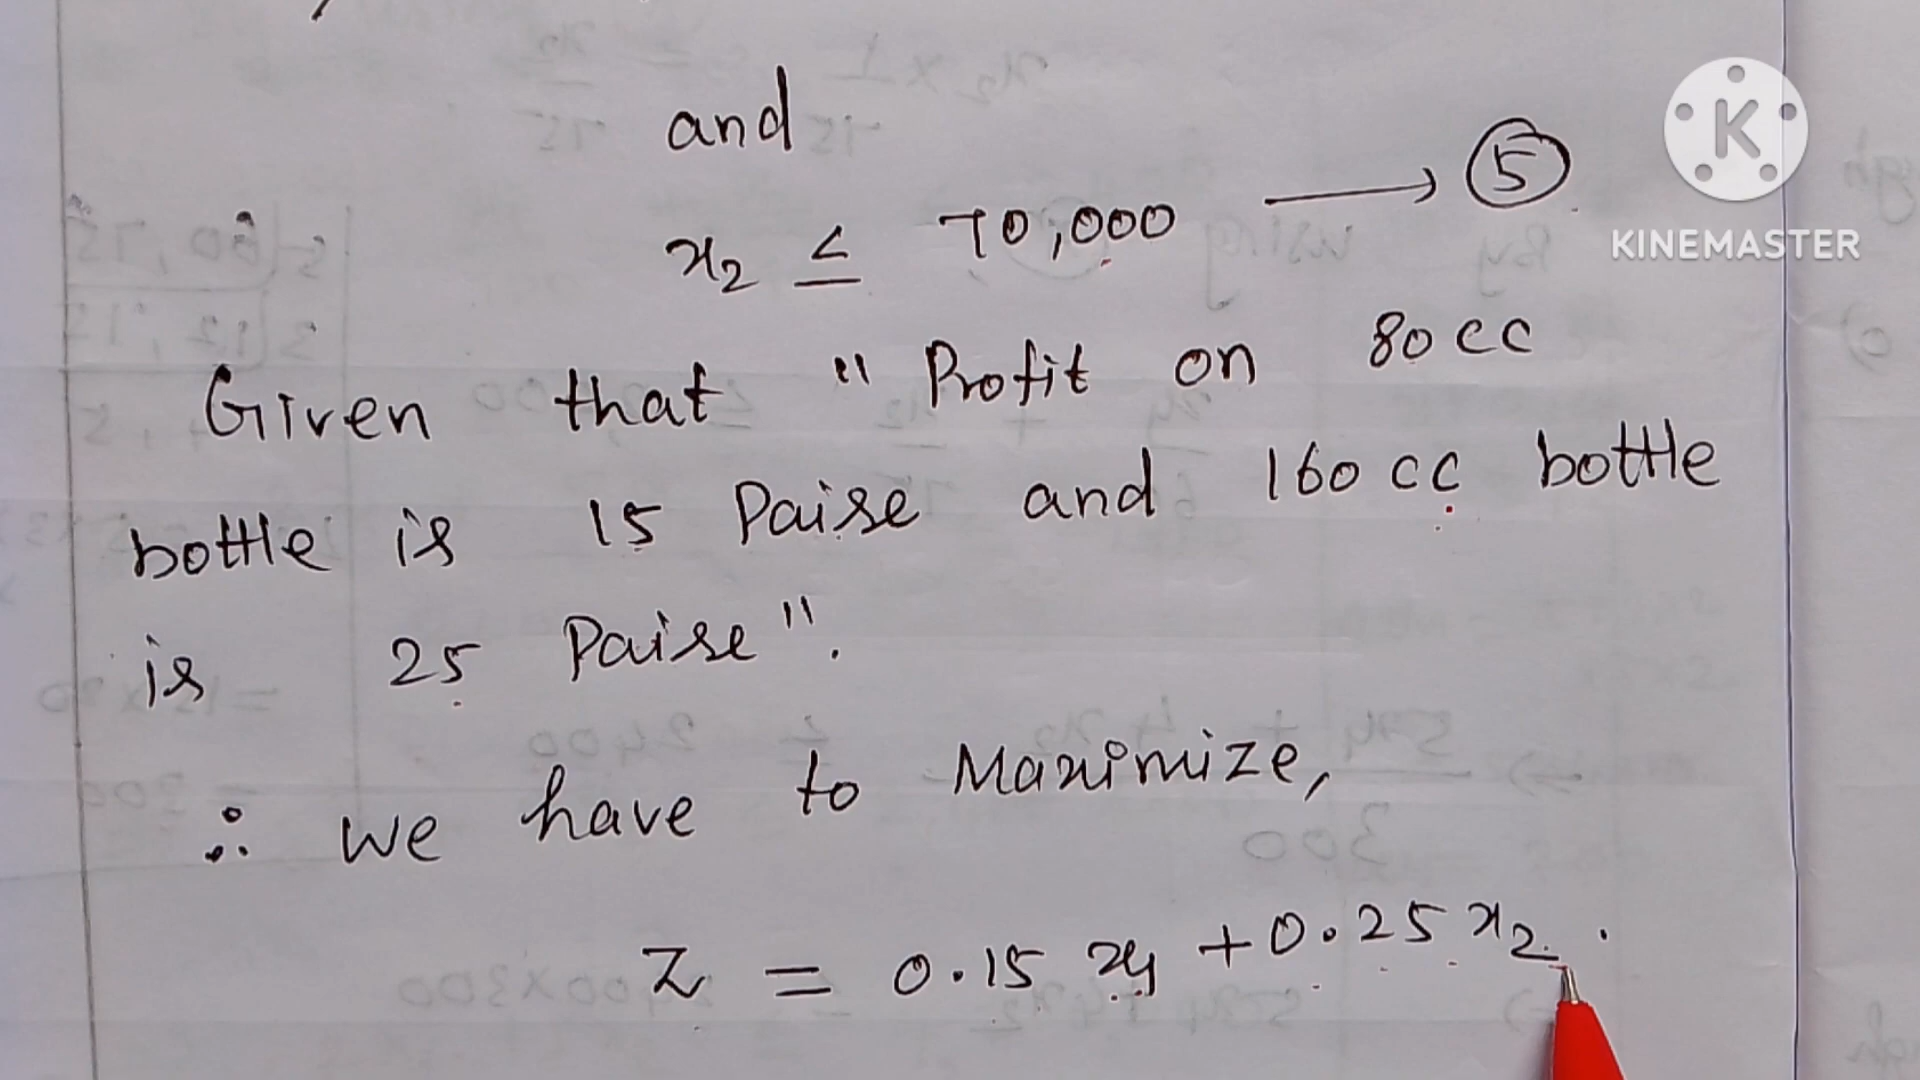 and
x₂ ≤ 70,000 → ⑤
KINEMASTER
Given that " Profit on 80 cc
bottle is 15 Paise and 160 cc bottle
is 25 Paise ".
∴ we have to Maximize,
Z = 0.15 x₁ + 0.25 x₂ .